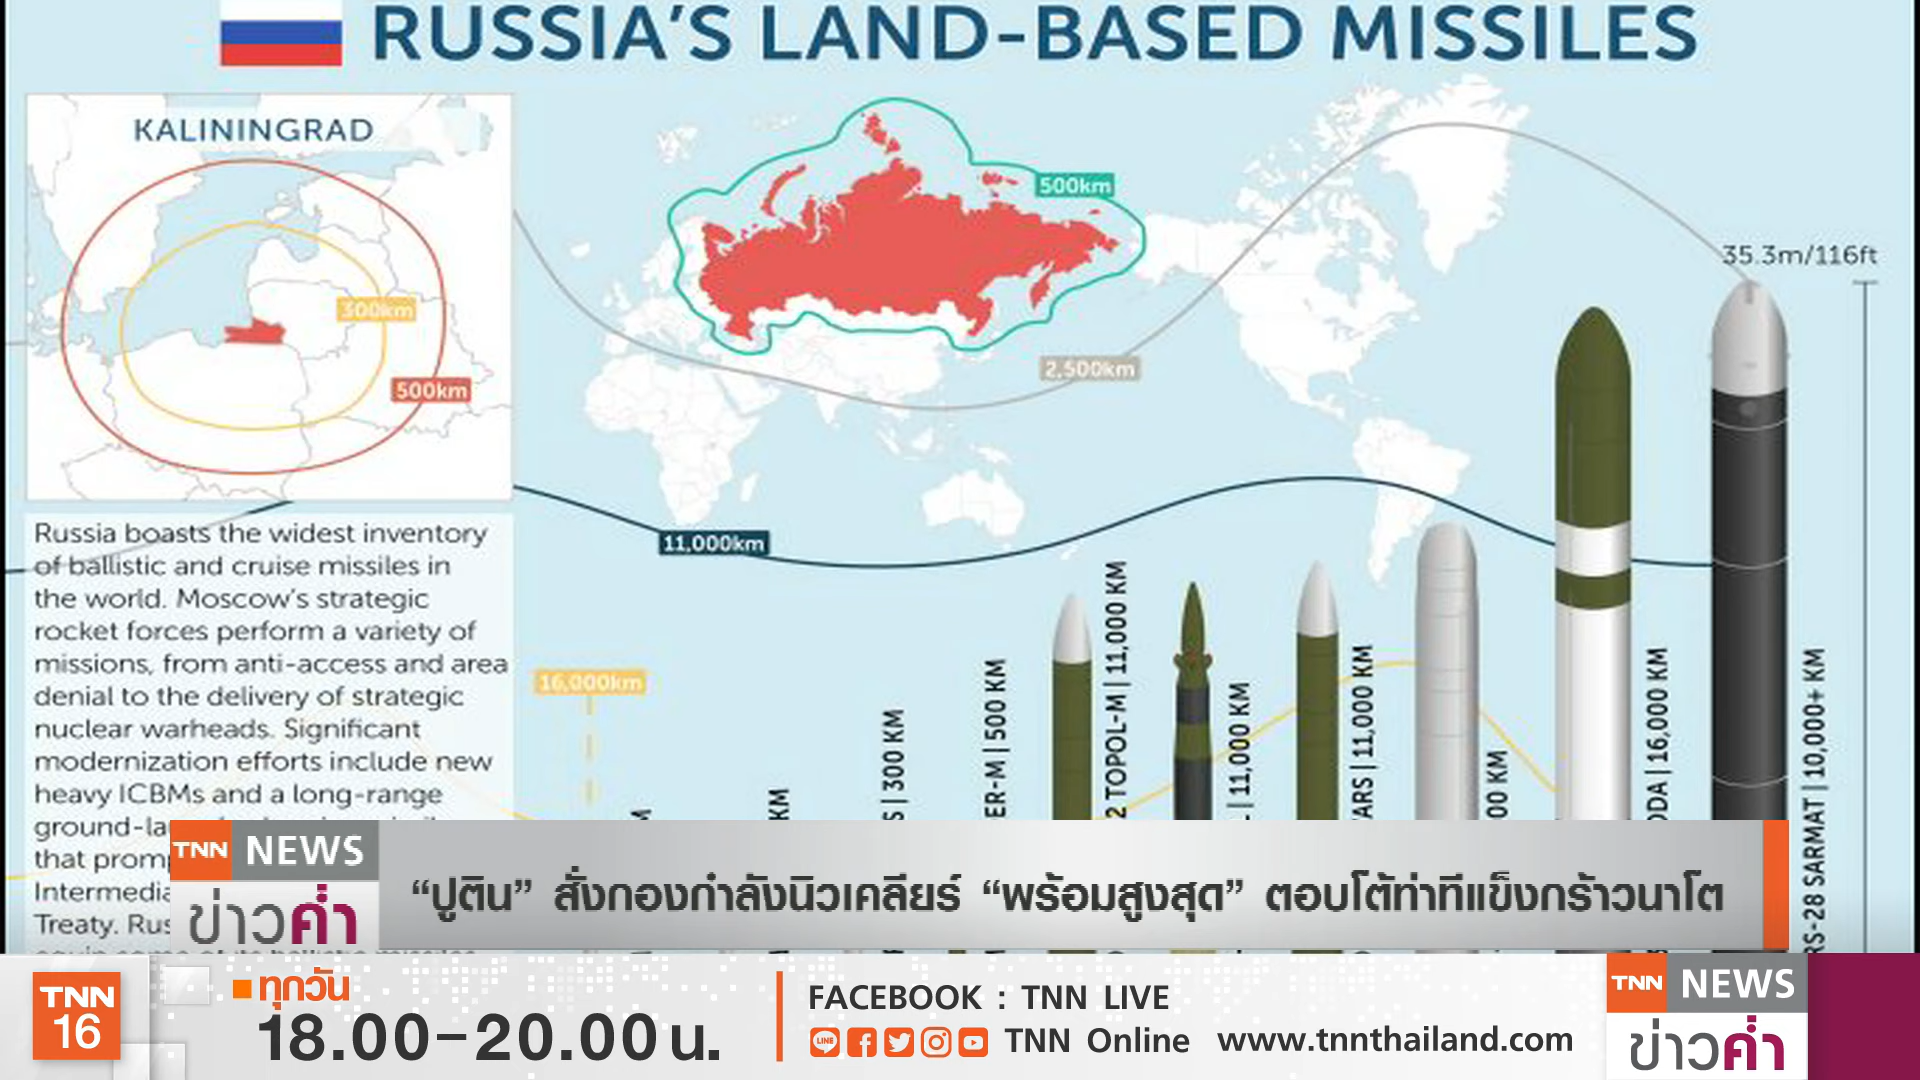 RUSSIA'S LAND-BASED MISSILES
KALININGRAD
300km
500km
500km
2,500km
35.3m/116ft
11,000km
16,000km
Russia boasts the widest inventory
of ballistic and cruise missiles in
the world. Moscow's strategic
rocket forces perform a variety of
missions, from anti-access and area
denial to the delivery of strategic
nuclear warheads. Significant
modernization efforts include new
heavy ICBMs and a long-range
ground-la
that prom
Intermedia
Treaty. Rus
KM
S | 300 KM
ER-M | 500 KM
2 TOPOL-M | 11,000 KM
| 11,000 KM
ARS | 11,000 KM
00 KM
ODA | 16,000 KM
RS-28 SARMAT | 10,000+ KM
TNN NEWS
ข่าวค่ำ
“ปูติน” สั่งกองกำลังนิวเคลียร์ “พร้อมสูงสุด” ตอบโต้ท่าทีแข็งกร้าวนาโต
TNN
16
ทุกวัน
18.00-20.00 น.
FACEBOOK : TNN LIVE
LINE TNN Online www.tnnthailand.com
TNN NEWS
ข่าวค่ำ